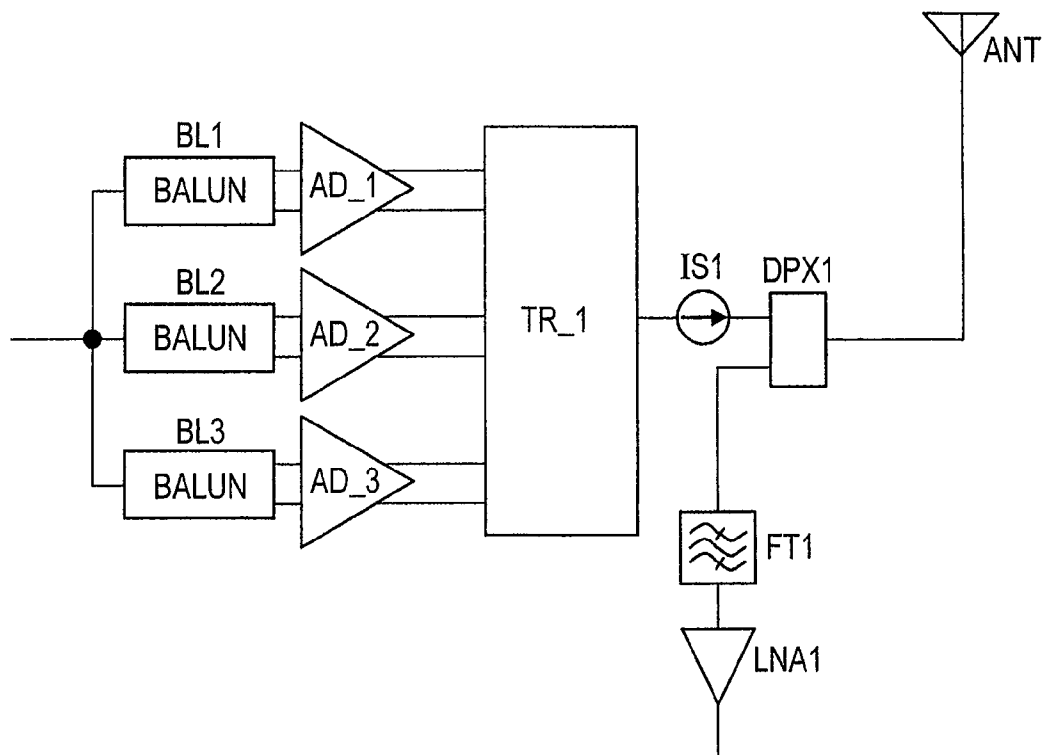 ANT
BL1
BALUN
AD_1
BL2
BALUN
AD_2
TR_1
IS1
DPX1
BL3
BALUN
AD_3
FT1
LNA1